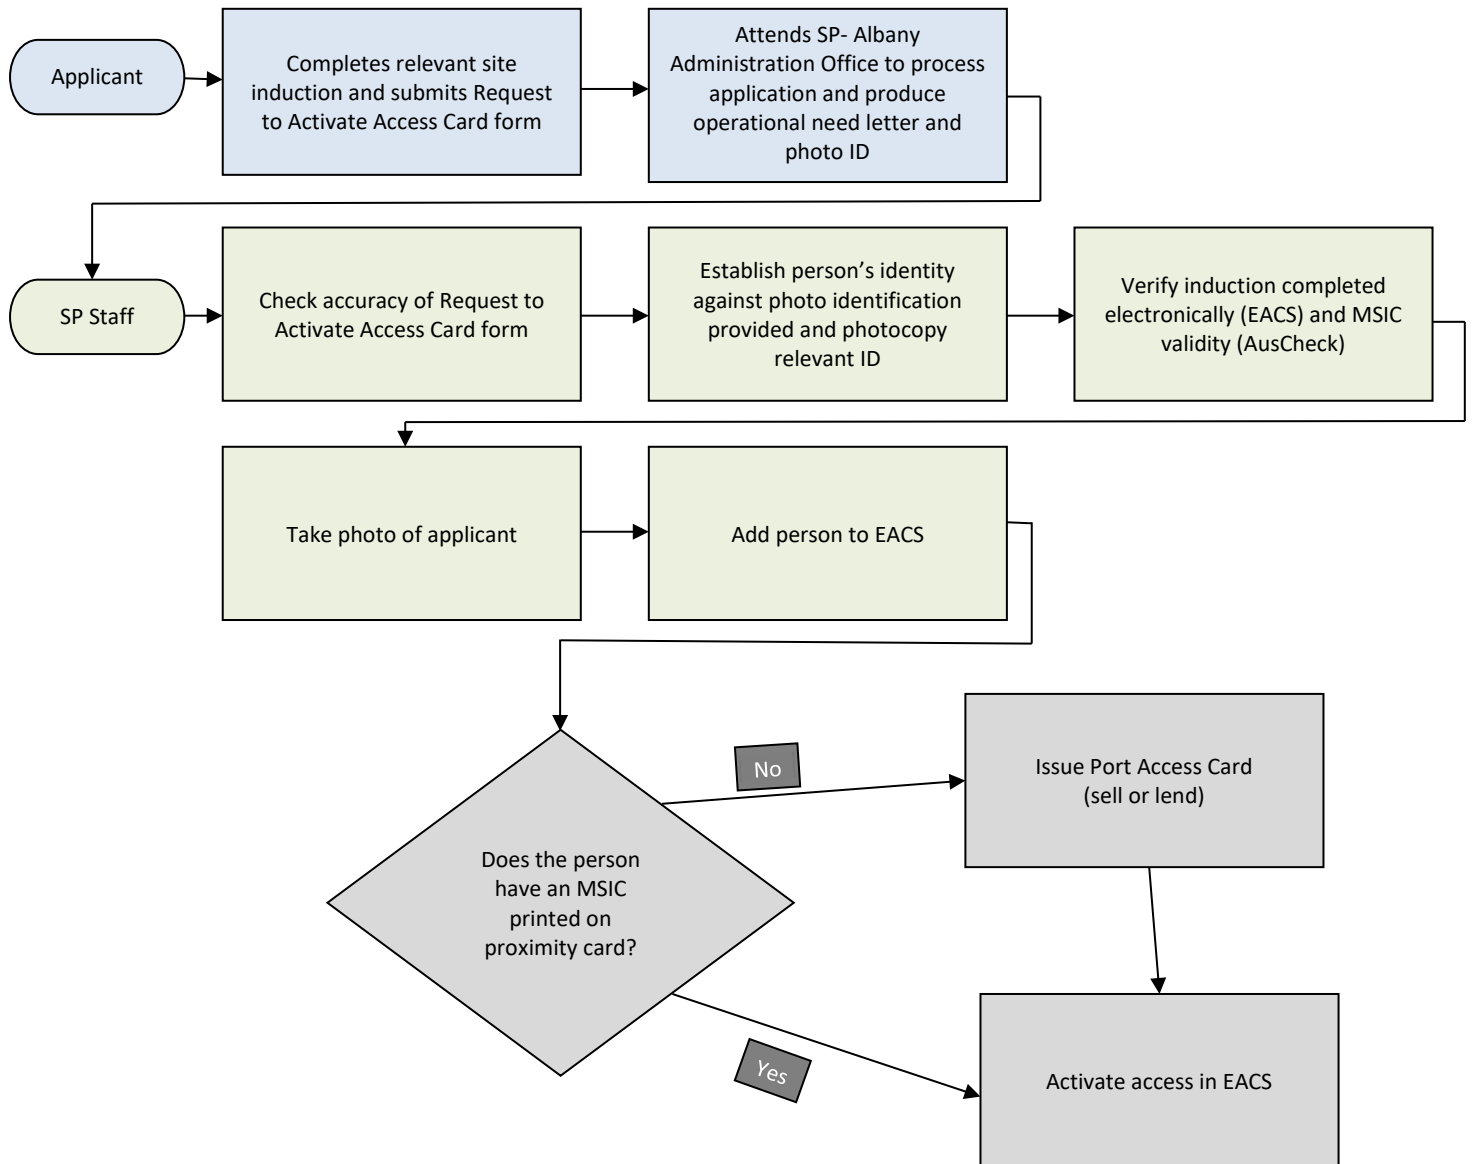 Applicant
Completes relevant site
induction and submits Request
to Activate Access Card form
Attends SP- Albany
Administration Office to process
application and produce
operational need letter and
photo ID
SP Staff
Check accuracy of Request to
Activate Access Card form
Establish person’s identity
against photo identification
provided and photocopy
relevant ID
Verify induction completed
electronically (EACS) and MSIC
validity (AusCheck)
Take photo of applicant
Add person to EACS
Does the person
have an MSIC
printed on
proximity card?
No
Issue Port Access Card
(sell or lend)
Yes
Activate access in EACS